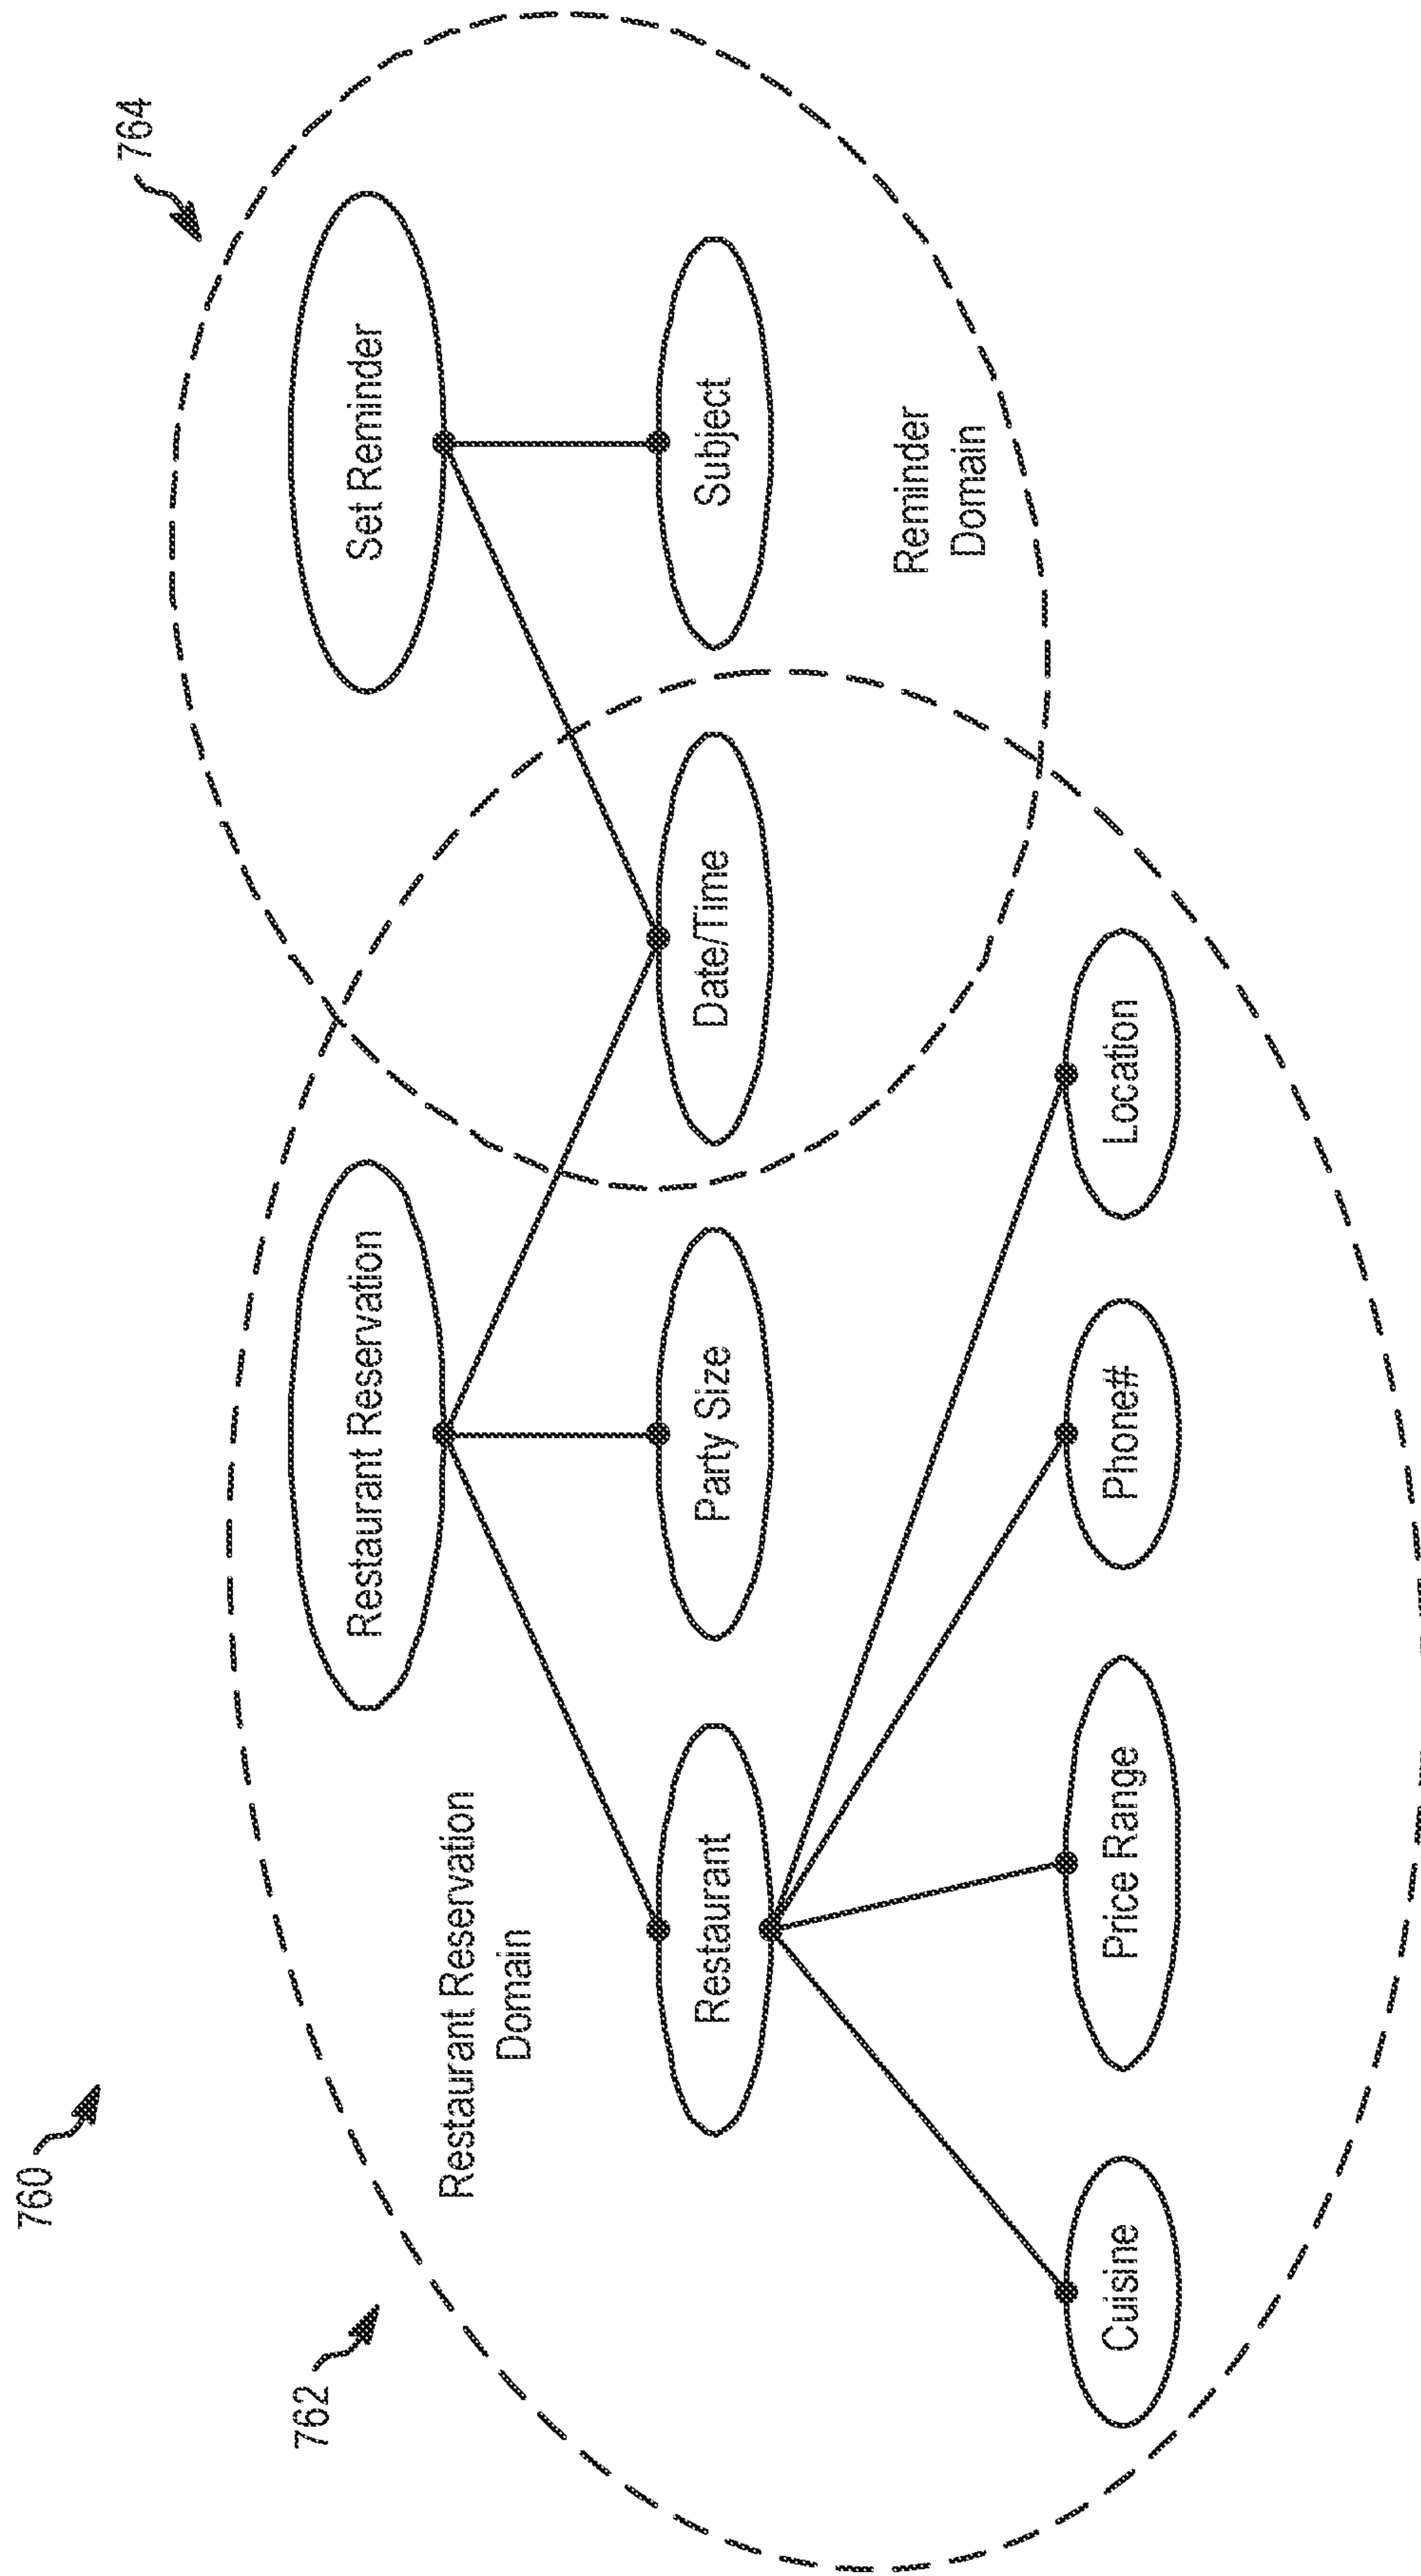 760
762
764
Restaurant Reservation
Set Reminder
Restaurant Reservation
Domain
Restaurant
Party Size
Date/Time
Subject
Reminder
Domain
Cuisine
Price Range
Phone#
Location